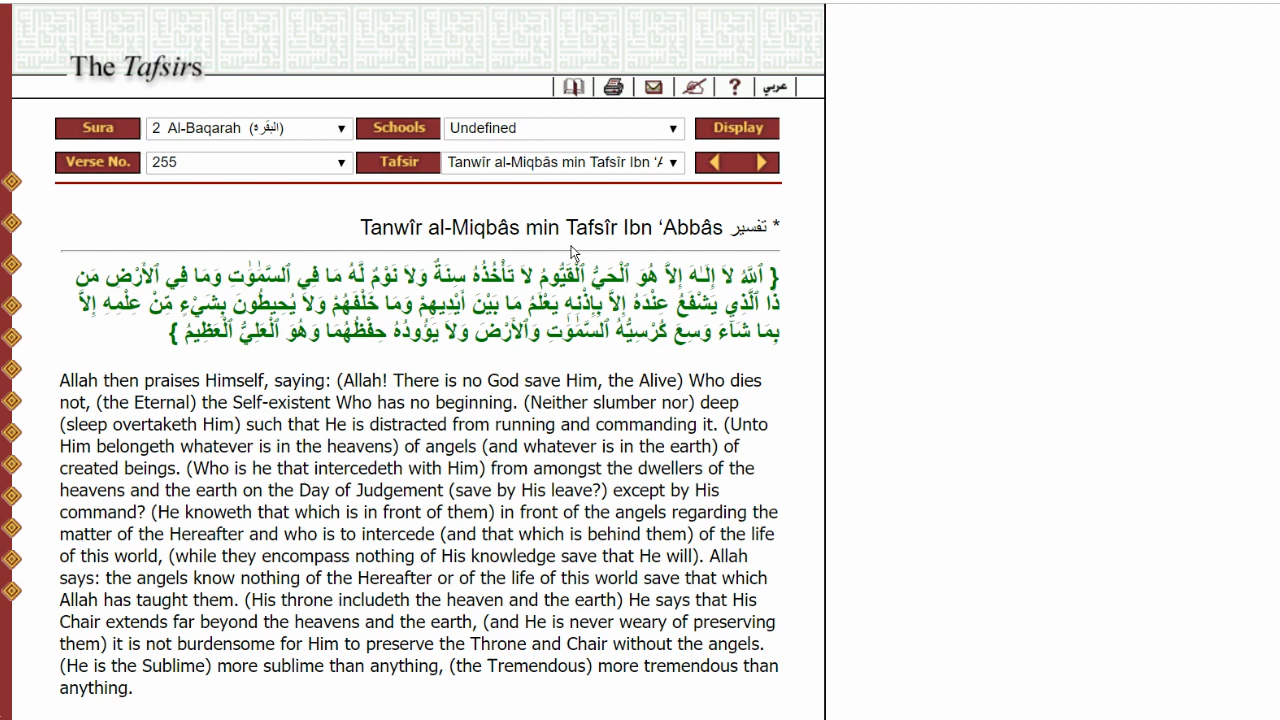 The Tafsirs
? عربي
Sura 2 Al-Baqarah (البقرة) Schools Undefined Display
Verse No. 255 Tafsir Tanwîr al-Miqbâs min Tafsîr Ibn ‘A
* تفسير Tanwîr al-Miqbâs min Tafsîr Ibn ‘Abbâs
{ ٱللَّهُ لاَ إِلَـٰهَ إِلاَّ هُوَ ٱلْحَيُّ ٱلْقَيُّومُ لاَ تَأْخُذُهُ سِنَةٌ وَلاَ نَوْمٌ لَّهُ مَا فِي ٱلسَّمَٰوَٰتِ وَمَا فِي ٱلأَرْضِ مَن
ذَا ٱلَّذِي يَشْفَعُ عِنْدَهُ إِلاَّ بِإِذْنِهِ يَعْلَمُ مَا بَيْنَ أَيْدِيهِمْ وَمَا خَلْفَهُمْ وَلاَ يُحِيطُونَ بِشَيْءٍ مِّنْ عِلْمِهِ إِلاَّ
بِمَا شَآءَ وَسِعَ كُرْسِيُّهُ ٱلسَّمَٰوَٰتِ وَٱلأَرْضَ وَلاَ يَؤُودُهُ حِفْظُهُمَا وَهُوَ ٱلْعَلِيُّ ٱلْعَظِيمُ }
Allah then praises Himself, saying: (Allah! There is no God save Him, the Alive) Who dies
not, (the Eternal) the Self-existent Who has no beginning. (Neither slumber nor) deep
(sleep overtaketh Him) such that He is distracted from running and commanding it. (Unto
Him belongeth whatever is in the heavens) of angels (and whatever is in the earth) of
created beings. (Who is he that intercedeth with Him) from amongst the dwellers of the
heavens and the earth on the Day of Judgement (save by His leave?) except by His
command? (He knoweth that which is in front of them) in front of the angels regarding the
matter of the Hereafter and who is to intercede (and that which is behind them) of the life
of this world, (while they encompass nothing of His knowledge save that He will). Allah
says: the angels know nothing of the Hereafter or of the life of this world save that which
Allah has taught them. (His throne includeth the heaven and the earth) He says that His
Chair extends far beyond the heavens and the earth, (and He is never weary of preserving
them) it is not burdensome for Him to preserve the Throne and Chair without the angels.
(He is the Sublime) more sublime than anything, (the Tremendous) more tremendous than
anything.